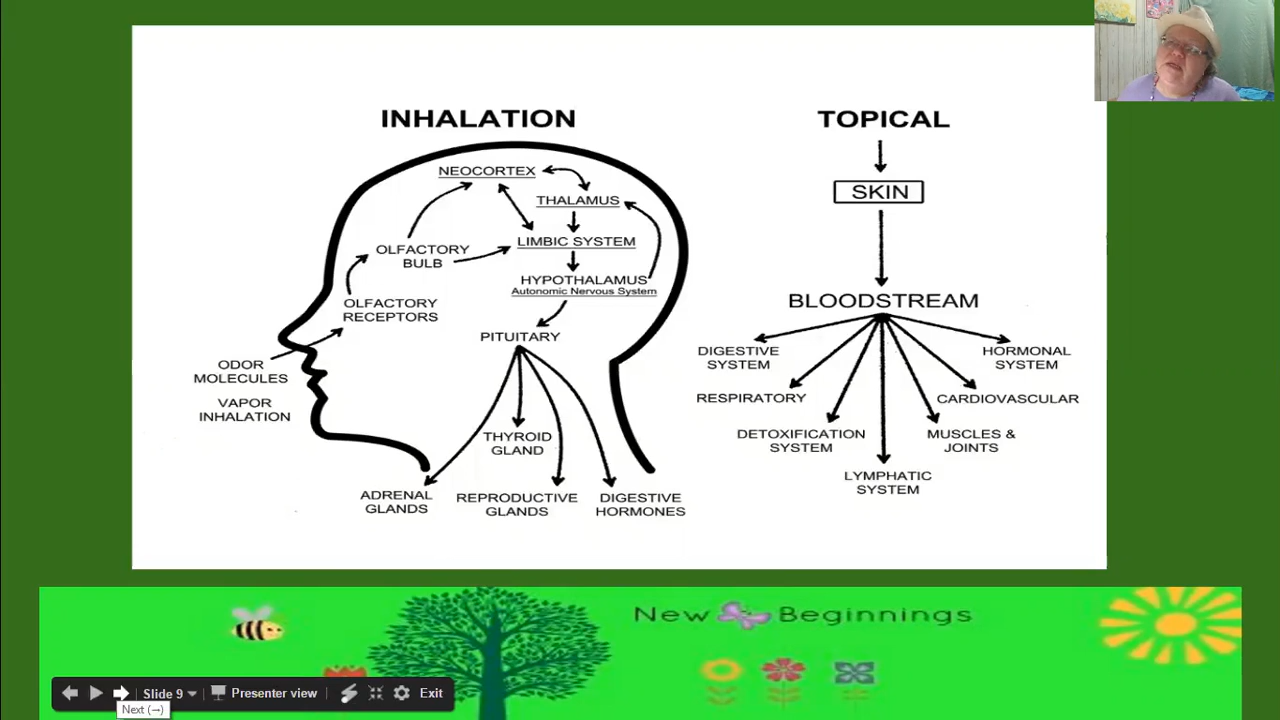 INHALATION
NEOCORTEX
THALAMUS
OLFACTORY
BULB
LIMBIC SYSTEM
HYPOTHALAMUS
Autonomic Nervous System
OLFACTORY
RECEPTORS
PITUITARY
ODOR
MOLECULES
VAPOR
INHALATION
THYROID
GLAND
ADRENAL
GLANDS
REPRODUCTIVE
GLANDS
DIGESTIVE
HORMONES
TOPICAL
SKIN
BLOODSTREAM
DIGESTIVE
SYSTEM
HORMONAL
SYSTEM
RESPIRATORY
CARDIOVASCULAR
DETOXIFICATION
SYSTEM
MUSCLES &
JOINTS
LYMPHATIC
SYSTEM
New Beginnings
Slide 9
Presenter view
Exit
Next (→)